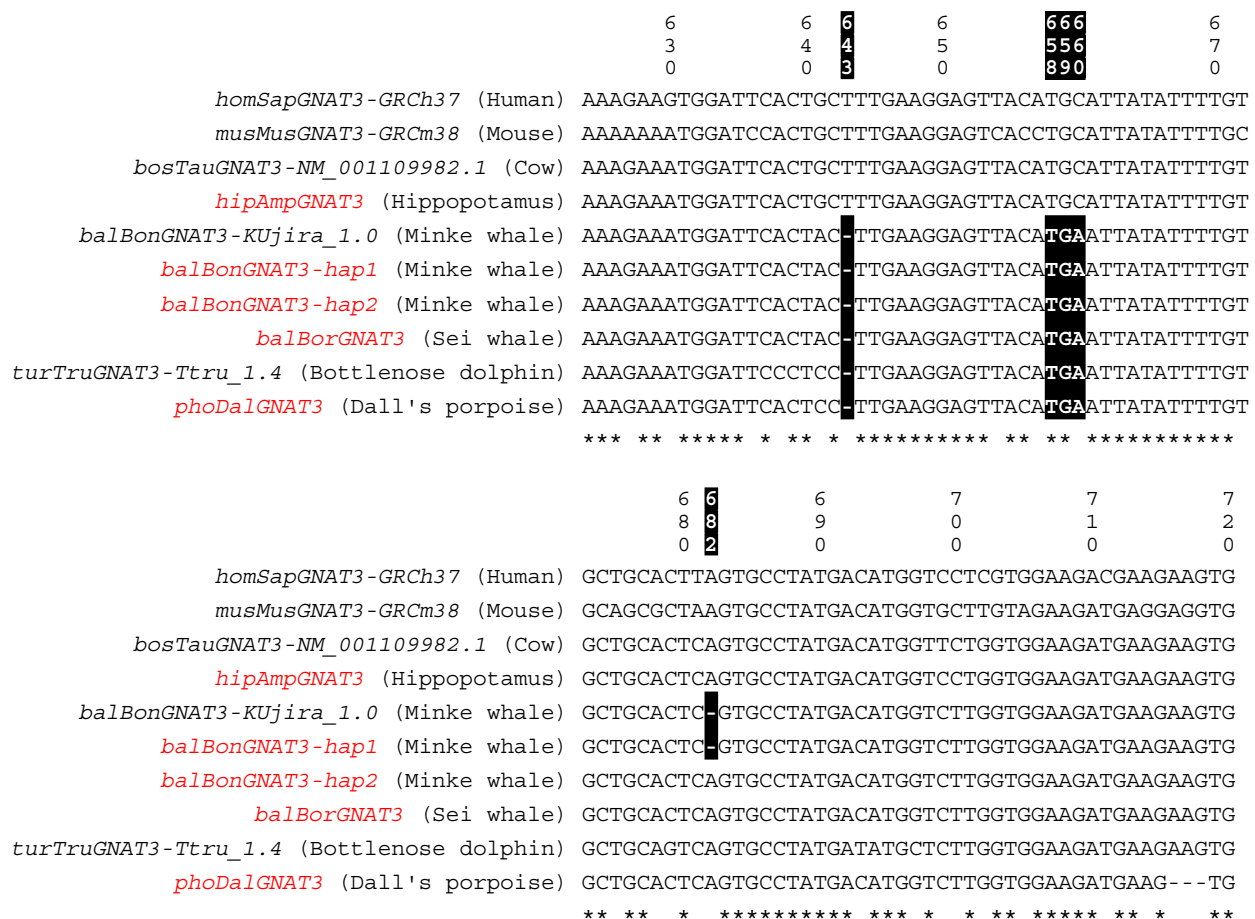 6 6 6 6 666 6
3 4 4 5 556 7
0 0 3 0 890 0
homSapGNAT3-GRCh37 (Human) AAAGAAGTGGATTCACTGCTTTGAAGGAGTTACATGCATTATATTTTGT
musMusGNAT3-GRCm38 (Mouse) AAAAAAATGGATCCACTGCTTTGAAGGAGTCACCTGCATTATATTTTGC
bosTauGNAT3-NM_001109982.1 (Cow) AAAGAAATGGATTCACTGCTTTGAAGGAGTTACATGCATTATATTTTGT
hipAmpGNAT3 (Hippopotamus) AAAGAAATGGATTCACTGCTTTGAAGGAGTTACATGCATTATATTTTGT
balBonGNAT3-KUjira_1.0 (Minke whale) AAAGAAATGGATTCACTAC-TTGAAGGAGTTACATGAATTATATTTTGT
balBonGNAT3-hap1 (Minke whale) AAAGAAATGGATTCACTAC-TTGAAGGAGTTACATGAATTATATTTTGT
balBonGNAT3-hap2 (Minke whale) AAAGAAATGGATTCACTAC-TTGAAGGAGTTACATGAATTATATTTTGT
balBorGNAT3 (Sei whale) AAAGAAATGGATTCACTAC-TTGAAGGAGTTACATGAATTATATTTTGT
turTruGNAT3-Ttru_1.4 (Bottlenose dolphin) AAAGAAATGGATTCCCTCC-TTGAAGGAGTTACATGAATTATATTTTGT
phoDalGNAT3 (Dall's porpoise) AAAGAAATGGATTCACTCC-TTGAAGGAGTTACATGAATTATATTTTGT
*** ** ***** * ** * ********** ** ** ***********
6 6 6 7 7 7
8 8 9 0 1 2
0 2 0 0 0 0
homSapGNAT3-GRCh37 (Human) GCTGCACTTAGTGCCTATGACATGGTCCTCGTGGAAGACGAAGAAGTG
musMusGNAT3-GRCm38 (Mouse) GCAGCGCTAAGTGCCTATGACATGGTGCTTGTAGAAGATGAGGAGGTG
bosTauGNAT3-NM_001109982.1 (Cow) GCTGCACTCAGTGCCTATGACATGGTTCTGGTGGAAGATGAAGAAGTG
hipAmpGNAT3 (Hippopotamus) GCTGCACTCAGTGCCTATGACATGGTCCTGGTGGAAGATGAAGAAGTG
balBonGNAT3-KUjira_1.0 (Minke whale) GCTGCACTC-GTGCCTATGACATGGTCTTGGTGGAAGATGAAGAAGTG
balBonGNAT3-hap1 (Minke whale) GCTGCACTC-GTGCCTATGACATGGTCTTGGTGGAAGATGAAGAAGTG
balBonGNAT3-hap2 (Minke whale) GCTGCACTCAGTGCCTATGACATGGTCTTGGTGGAAGATGAAGAAGTG
balBorGNAT3 (Sei whale) GCTGCACTCAGTGCCTATGACATGGTCTTGGTGGAAGATGAAGAAGTG
turTruGNAT3-Ttru_1.4 (Bottlenose dolphin) GCTGCAGTCAGTGCCTATGATATGCTCTTGGTGGAAGATGAAGAAGTG
phoDalGNAT3 (Dall's porpoise) GCTGCACTCAGTGCCTATGACATGGTCTTGGTGGAAGATGAAG---TG
** ** * ********** *** * * ** ***** ** * **